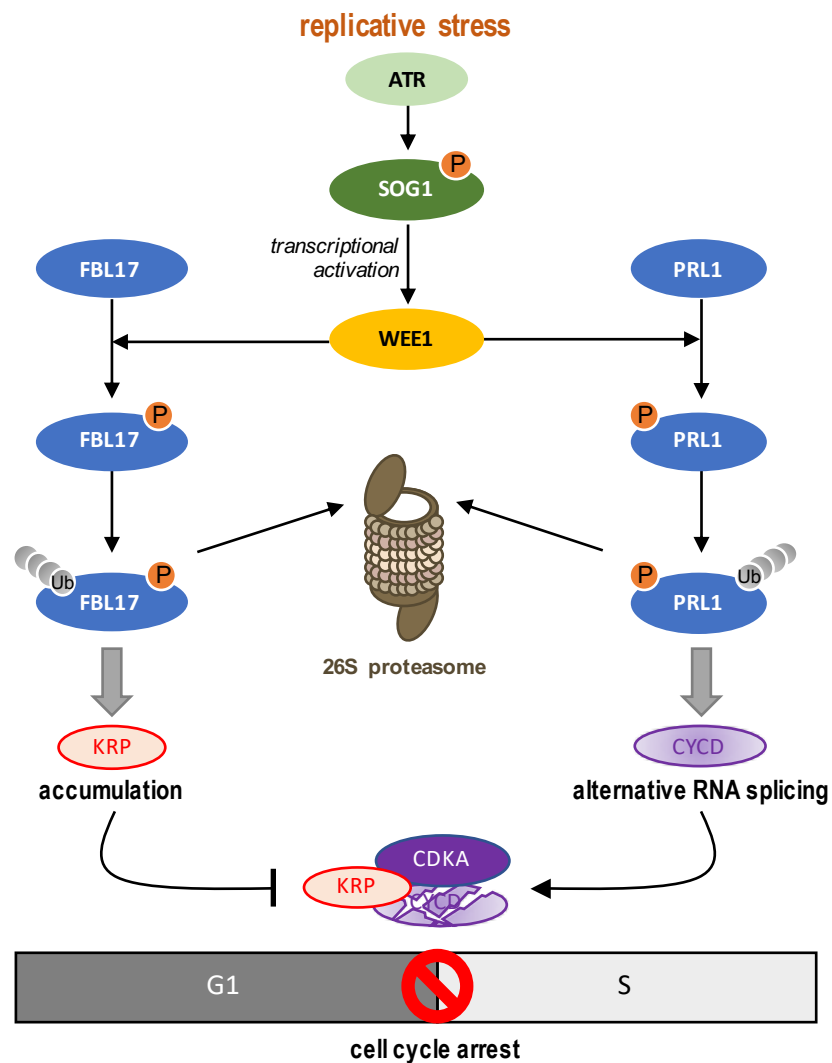 replicative stress
ATR
P
SOG1
transcriptional
activation
FBL17
PRL1
WEE1
P
FBL17
P
PRL1
Ub
P
FBL17
P
Ub
PRL1
26S proteasome
KRP
CYCD
accumulation
alternative RNA splicing
CDKA
KRP
CYCD
G1
S
cell cycle arrest